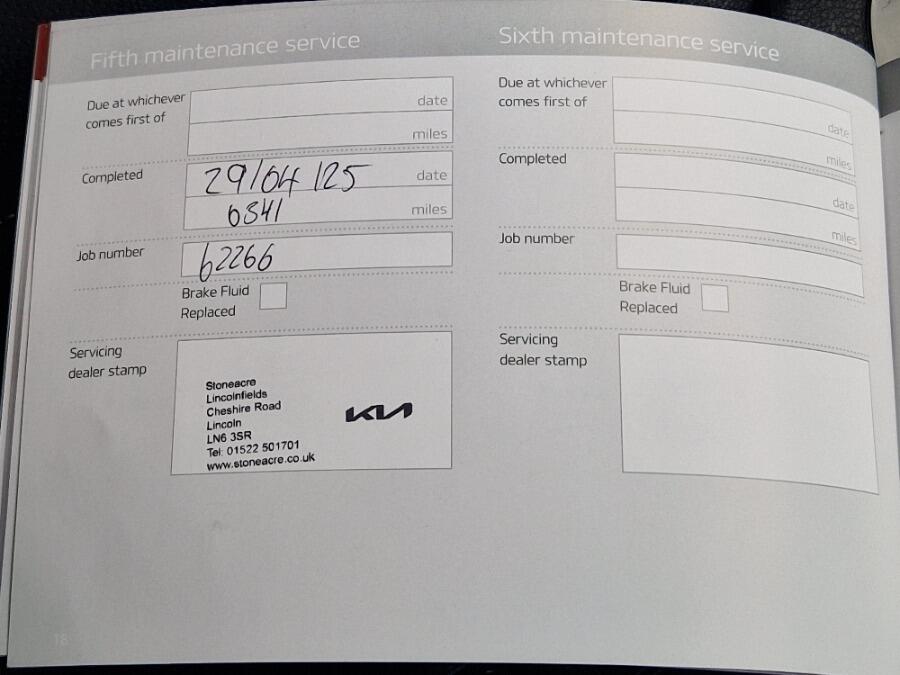 Fifth maintenance service
Due at whichever
comes first of
date
miles
Completed
29/04/25
date
6341
miles
Job number
62266
Brake Fluid
Replaced
Servicing
dealer stamp
Stoneacre
Lincolnfields
Cheshire Road
Lincoln
LN6 3SR
Tel: 01522 501701
www.stoneacre.co.uk
KIA
Sixth maintenance service
Due at whichever
comes first of
date
miles
Completed
date
miles
Job number
Brake Fluid
Replaced
Servicing
dealer stamp
18